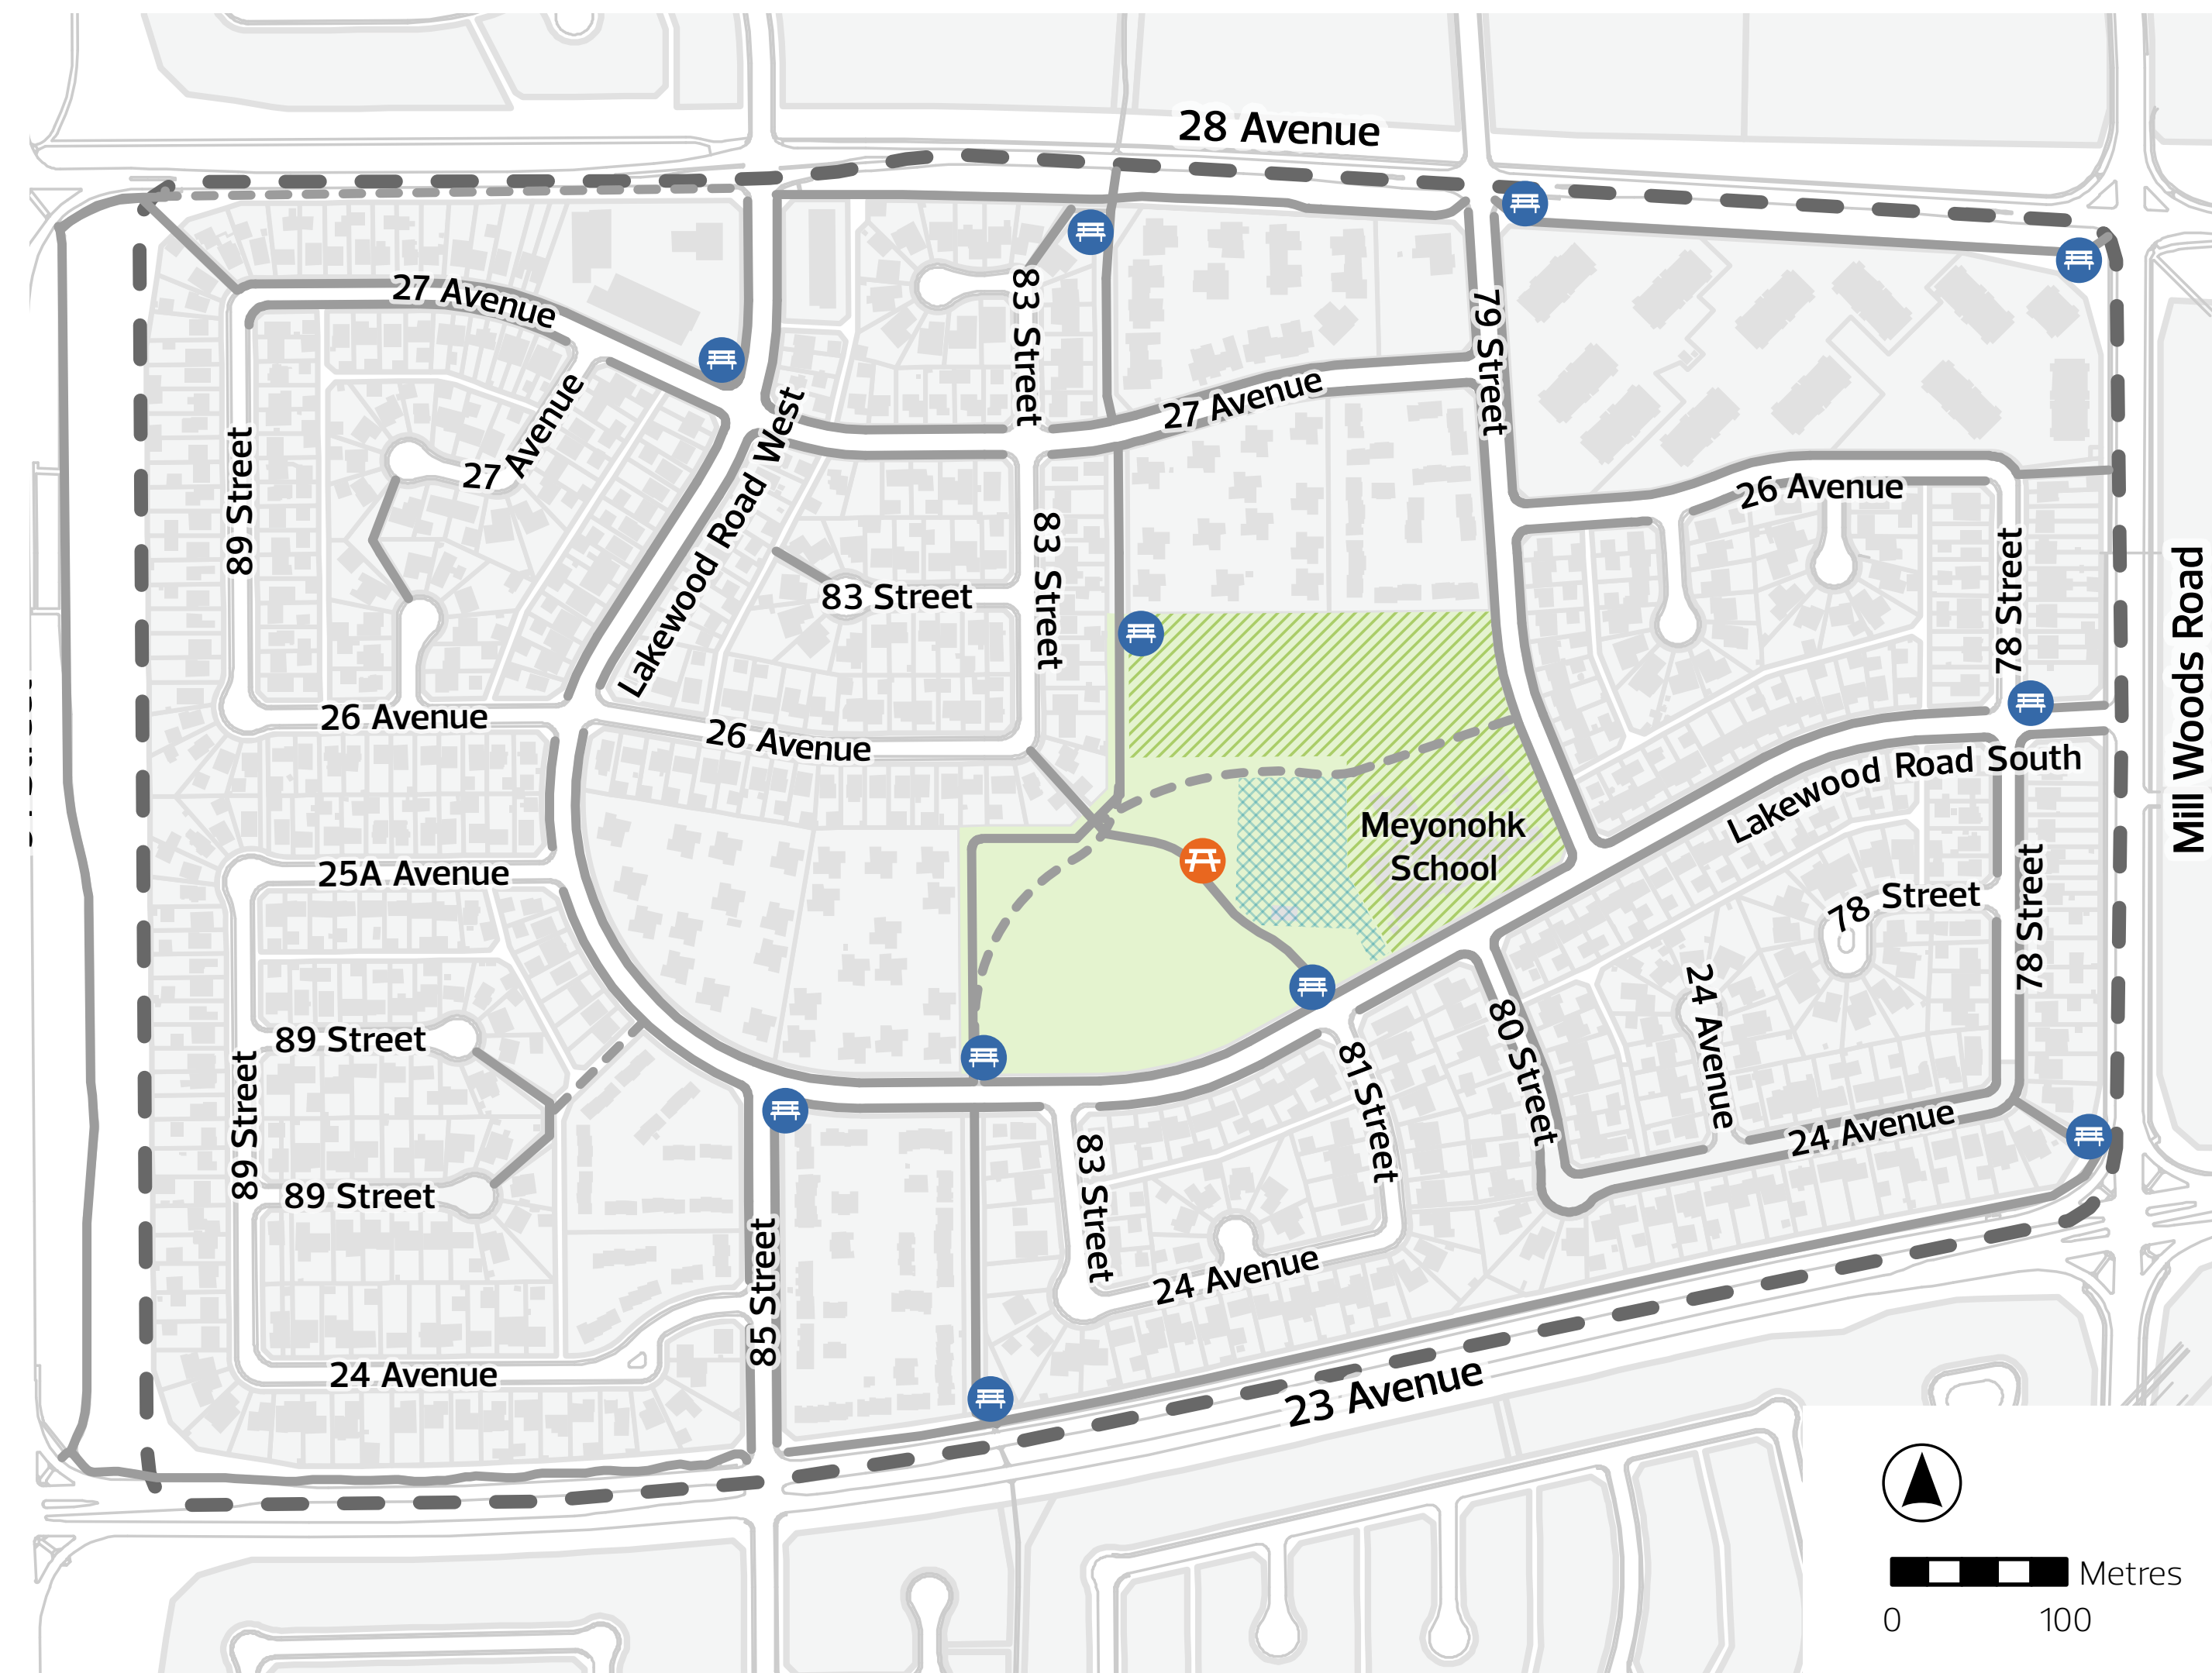 28 Avenue
27 Avenue
83 Street
79 Street
27 Avenue
27 Avenue
Lakewood Road West
89 Street
26 Avenue
83 Street
83 Street
78 Street
Mill Woods Road
26 Avenue
26 Avenue
Lakewood Road South
Meyonohk
School
25A Avenue
78 Street
78 Street
24 Avenue
89 Street
80 Street
81 Street
89 Street
24 Avenue
83 Street
89 Street
85 Street
24 Avenue
24 Avenue
23 Avenue
Metres
0 100